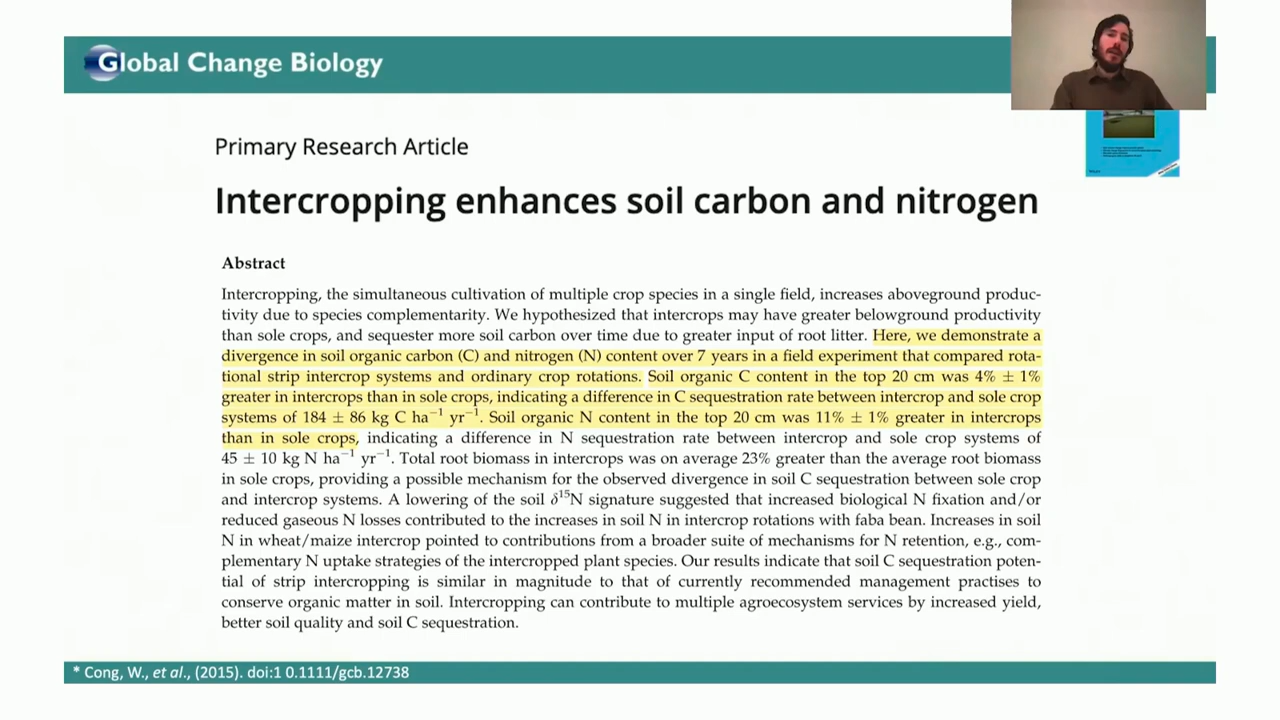 Global Change Biology
Primary Research Article
Intercropping enhances soil carbon and nitrogen
Abstract
Intercropping, the simultaneous cultivation of multiple crop species in a single field, increases aboveground produc-
tivity due to species complementarity. We hypothesized that intercrops may have greater belowground productivity
than sole crops, and sequester more soil carbon over time due to greater input of root litter. Here, we demonstrate a
divergence in soil organic carbon (C) and nitrogen (N) content over 7 years in a field experiment that compared rota-
tional strip intercrop systems and ordinary crop rotations. Soil organic C content in the top 20 cm was 4% ± 1%
greater in intercrops than in sole crops, indicating a difference in C sequestration rate between intercrop and sole crop
systems of 184 ± 86 kg C ha⁻¹ yr⁻¹. Soil organic N content in the top 20 cm was 11% ± 1% greater in intercrops
than in sole crops, indicating a difference in N sequestration rate between intercrop and sole crop systems of
45 ± 10 kg N ha⁻¹ yr⁻¹. Total root biomass in intercrops was on average 23% greater than the average root biomass
in sole crops, providing a possible mechanism for the observed divergence in soil C sequestration between sole crop
and intercrop systems. A lowering of the soil δ¹⁵N signature suggested that increased biological N fixation and/or
reduced gaseous N losses contributed to the increases in soil N in intercrop rotations with faba bean. Increases in soil
N in wheat/maize intercrop pointed to contributions from a broader suite of mechanisms for N retention, e.g., com-
plementary N uptake strategies of the intercropped plant species. Our results indicate that soil C sequestration poten-
tial of strip intercropping is similar in magnitude to that of currently recommended management practises to
conserve organic matter in soil. Intercropping can contribute to multiple agroecosystem services by increased yield,
better soil quality and soil C sequestration.
* Cong, W., et al., (2015). doi:1 0.1111/gcb.12738